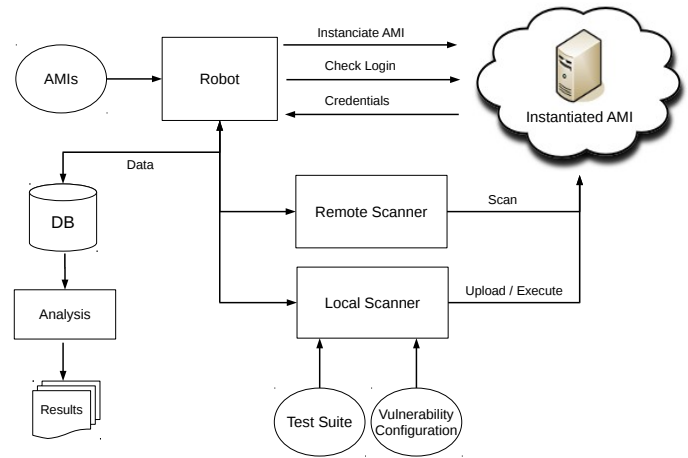 Instanciate AMI
AMIs
Robot
Check Login
Credentials
Instantiated AMI
Data
DB
Remote Scanner
Scan
Analysis
Local Scanner
Upload / Execute
Results
Test Suite
Vulnerability
Configuration